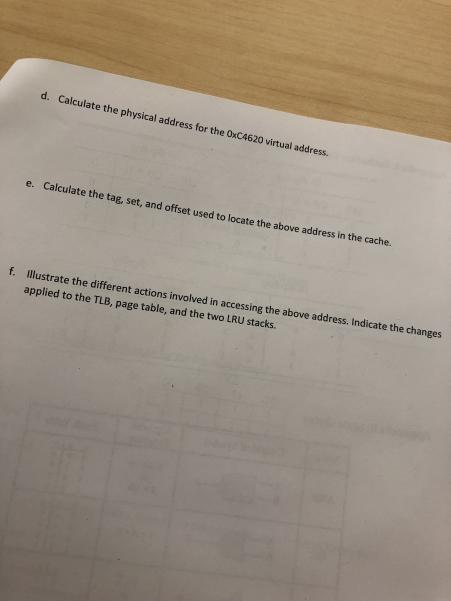 d. Calculate the physical address for the 0xC4620 virtual address.
e. Calculate the tag, set, and offset used to locate the above address in the cache.
f. Illustrate the different actions involved in accessing the above address. Indicate the changes
applied to the TLB, page table, and the two LRU stacks.